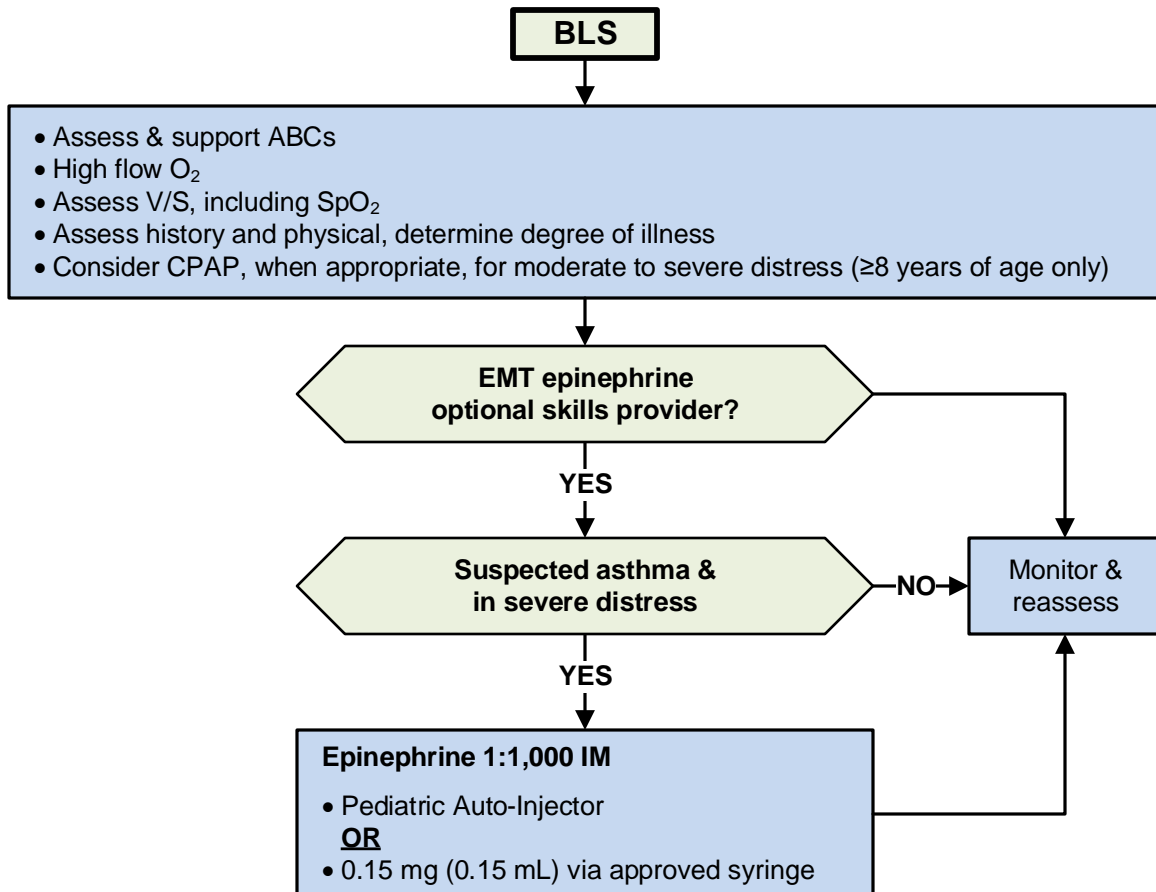 BLS
• Assess & support ABCs
• High flow O₂
• Assess V/S, including SpO₂
• Assess history and physical, determine degree of illness
• Consider CPAP, when appropriate, for moderate to severe distress (≥8 years of age only)
EMT epinephrine
optional skills provider?
YES
Suspected asthma &
in severe distress
NO
Monitor &
reassess
YES
Epinephrine 1:1,000 IM
• Pediatric Auto-Injector
OR
• 0.15 mg (0.15 mL) via approved syringe